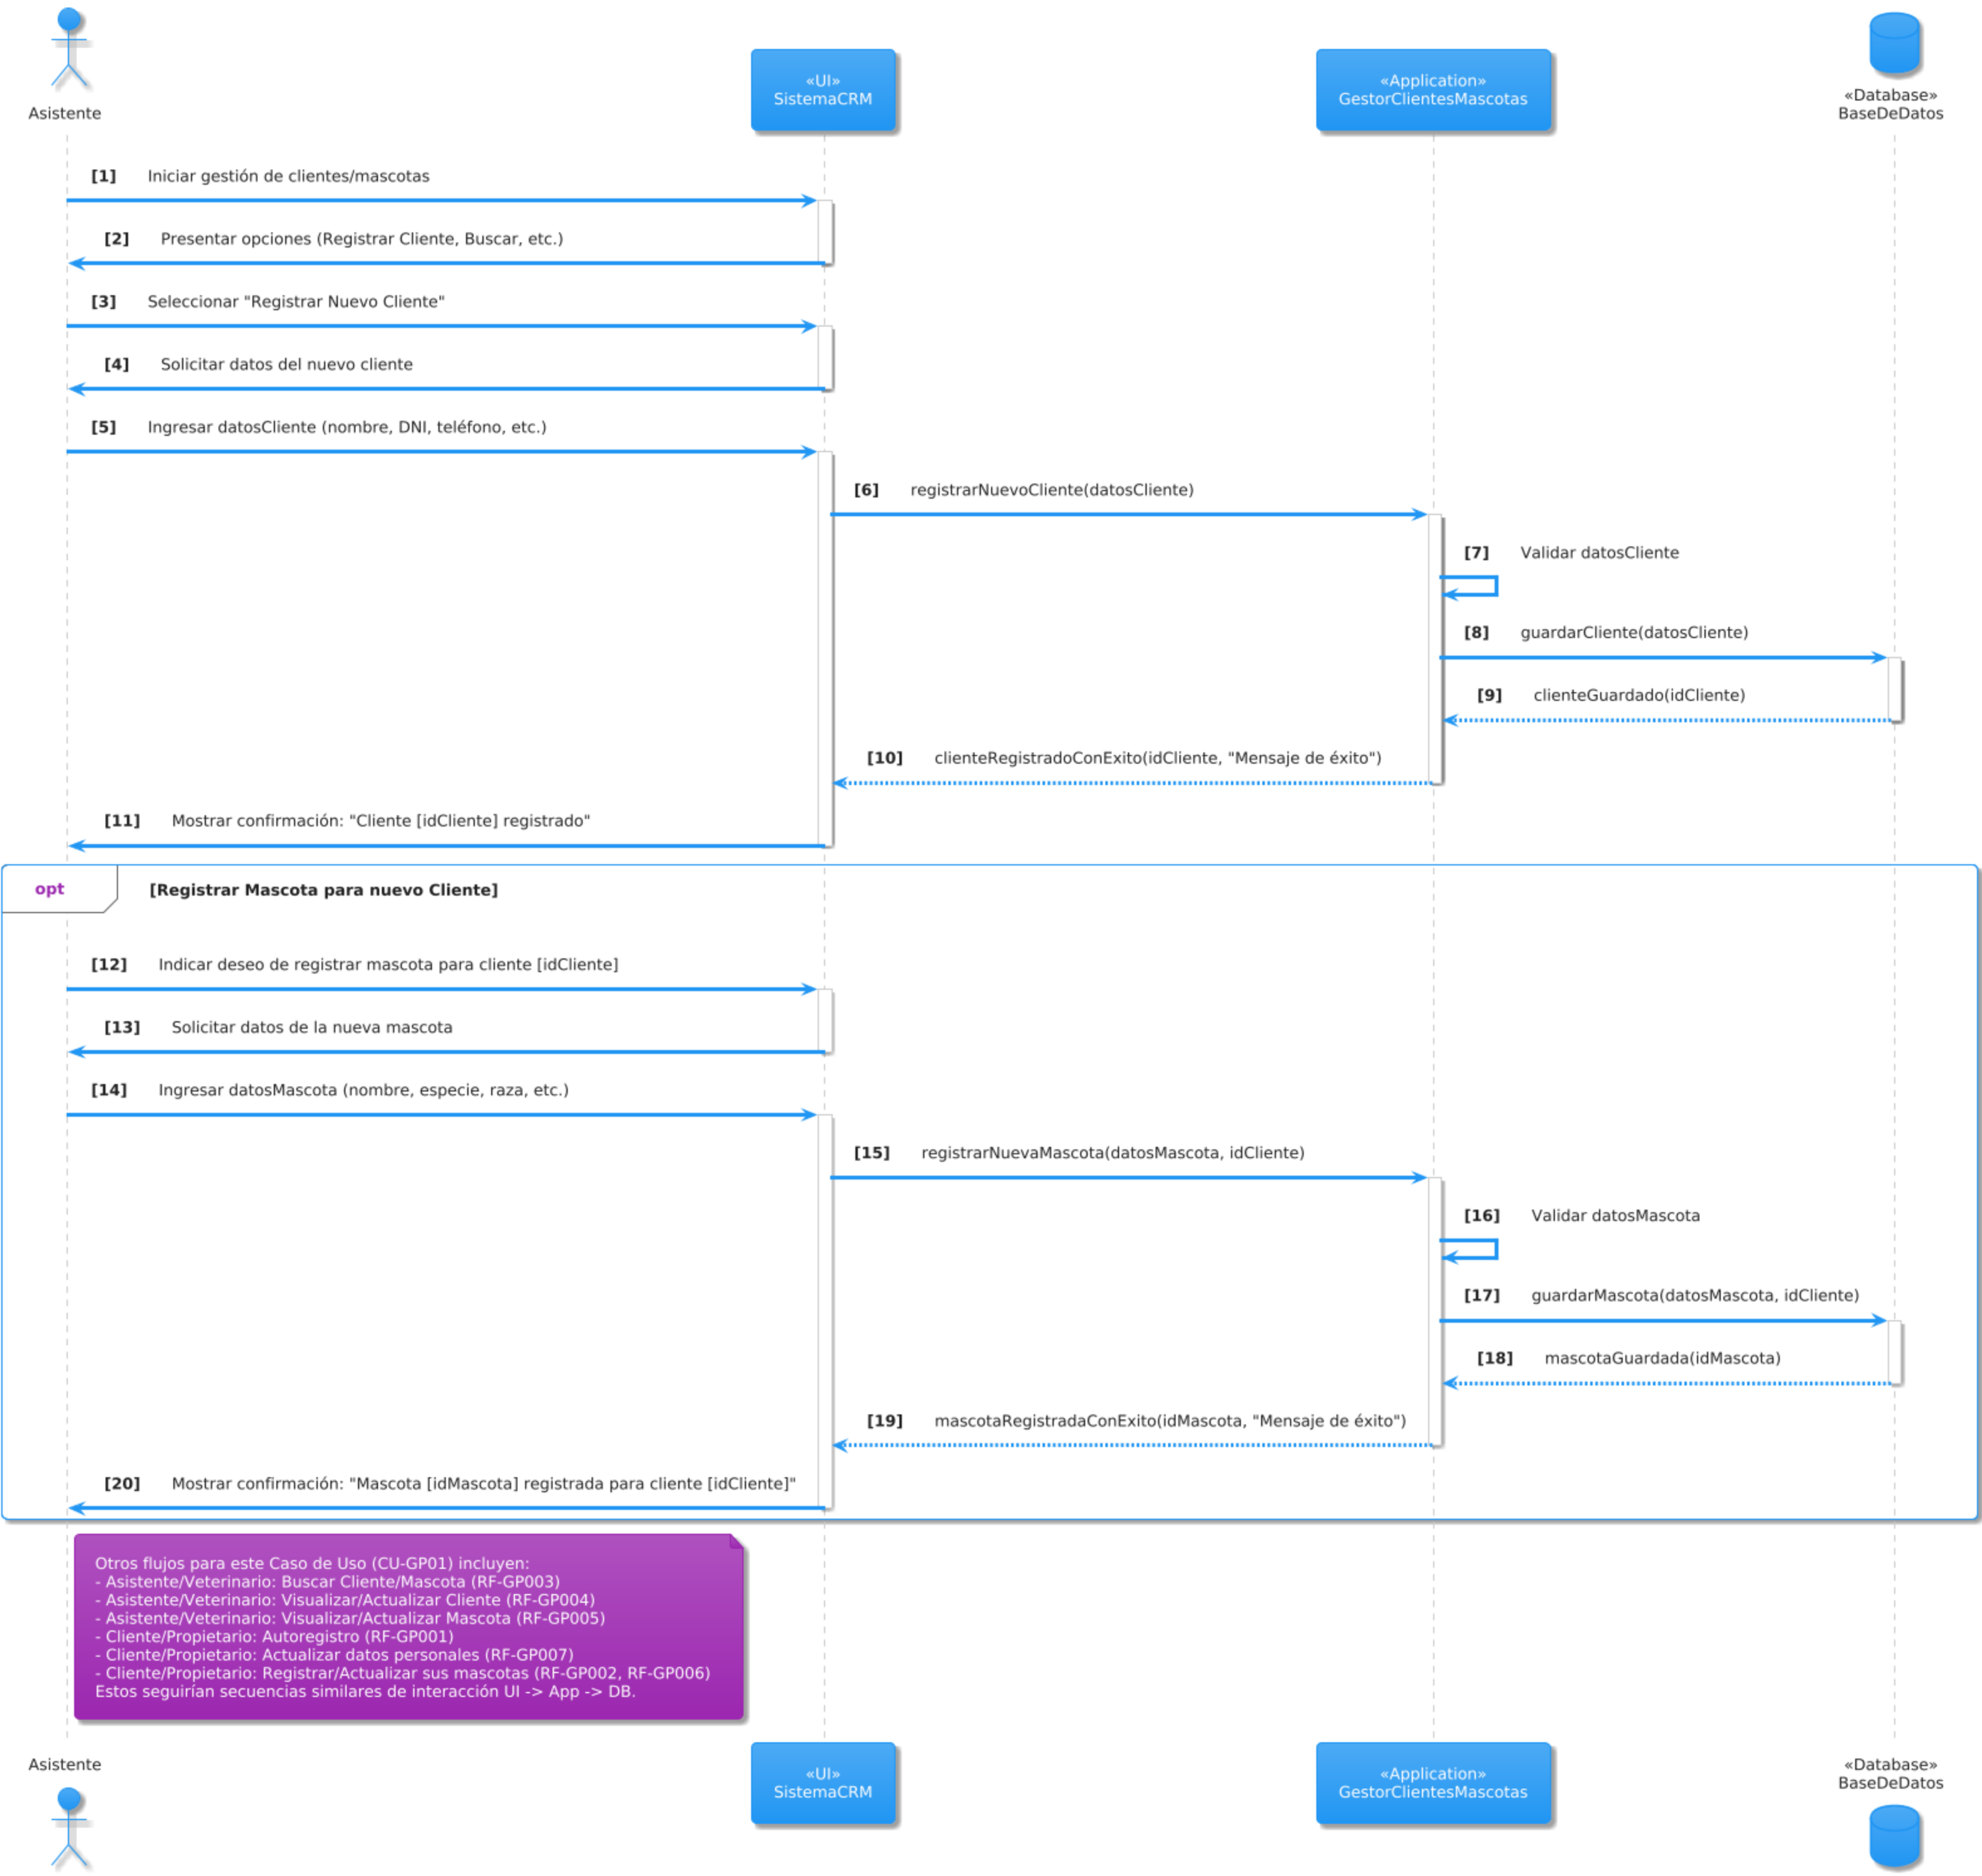 Asistente
«UI»
SistemaCRM
«Application»
GestorClientesMascotas
«Database»
BaseDeDatos
[1] Iniciar gestión de clientes/mascotas
[2] Presentar opciones (Registrar Cliente, Buscar, etc.)
[3] Seleccionar "Registrar Nuevo Cliente"
[4] Solicitar datos del nuevo cliente
[5] Ingresar datosCliente (nombre, DNI, teléfono, etc.)
[6] registrarNuevoCliente(datosCliente)
[7] Validar datosCliente
[8] guardarCliente(datosCliente)
[9] clienteGuardado(idCliente)
[10] clienteRegistradoConExito(idCliente, "Mensaje de éxito")
[11] Mostrar confirmación: "Cliente [idCliente] registrado"
opt [Registrar Mascota para nuevo Cliente]
[12] Indicar deseo de registrar mascota para cliente [idCliente]
[13] Solicitar datos de la nueva mascota
[14] Ingresar datosMascota (nombre, especie, raza, etc.)
[15] registrarNuevaMascota(datosMascota, idCliente)
[16] Validar datosMascota
[17] guardarMascota(datosMascota, idCliente)
[18] mascotaGuardada(idMascota)
[19] mascotaRegistradaConExito(idMascota, "Mensaje de éxito")
[20] Mostrar confirmación: "Mascota [idMascota] registrada para cliente [idCliente]"
Otros flujos para este Caso de Uso (CU-GP01) incluyen:
- Asistente/Veterinario: Buscar Cliente/Mascota (RF-GP003)
- Asistente/Veterinario: Visualizar/Actualizar Cliente (RF-GP004)
- Asistente/Veterinario: Visualizar/Actualizar Mascota (RF-GP005)
- Cliente/Propietario: Autoregistro (RF-GP001)
- Cliente/Propietario: Actualizar datos personales (RF-GP007)
- Cliente/Propietario: Registrar/Actualizar sus mascotas (RF-GP002, RF-GP006)
Estos seguirían secuencias similares de interacción UI -> App -> DB.
Asistente
«UI»
SistemaCRM
«Application»
GestorClientesMascotas
«Database»
BaseDeDatos